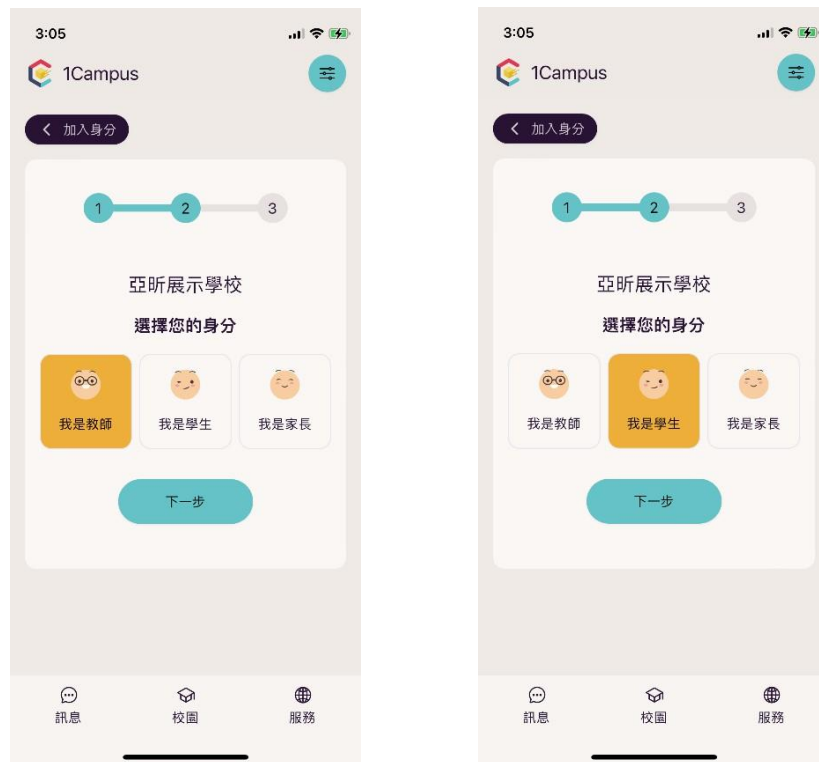 3:05
1Campus
加入身分
1 2 3
亞昕展示學校
選擇您的身分
我是教師 我是學生 我是家長
下一步
訊息 校園 服務
3:05
1Campus
加入身分
1 2 3
亞昕展示學校
選擇您的身分
我是教師 我是學生 我是家長
下一步
訊息 校園 服務